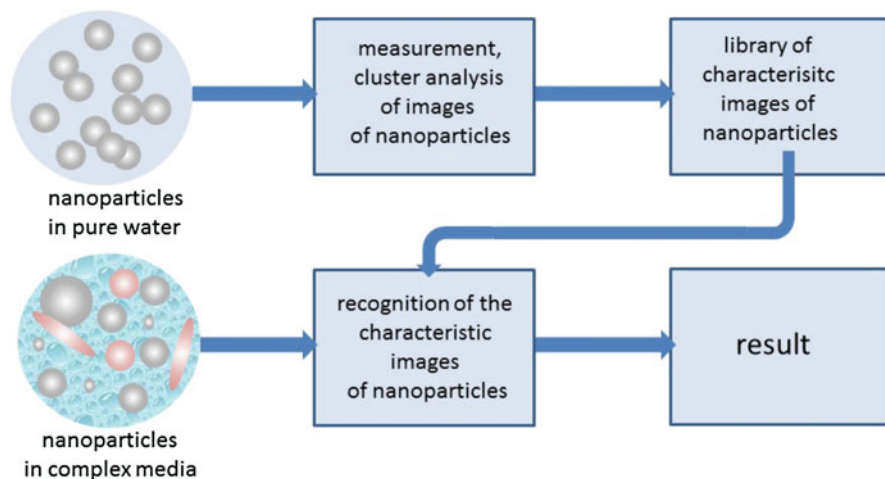 measurement,
cluster analysis
of images
of nanoparticles
library of
characterisitc
images of
nanoparticles
nanoparticles
in pure water
recognition of the
characteristic
images
of nanoparticles
result
nanoparticles
in complex media